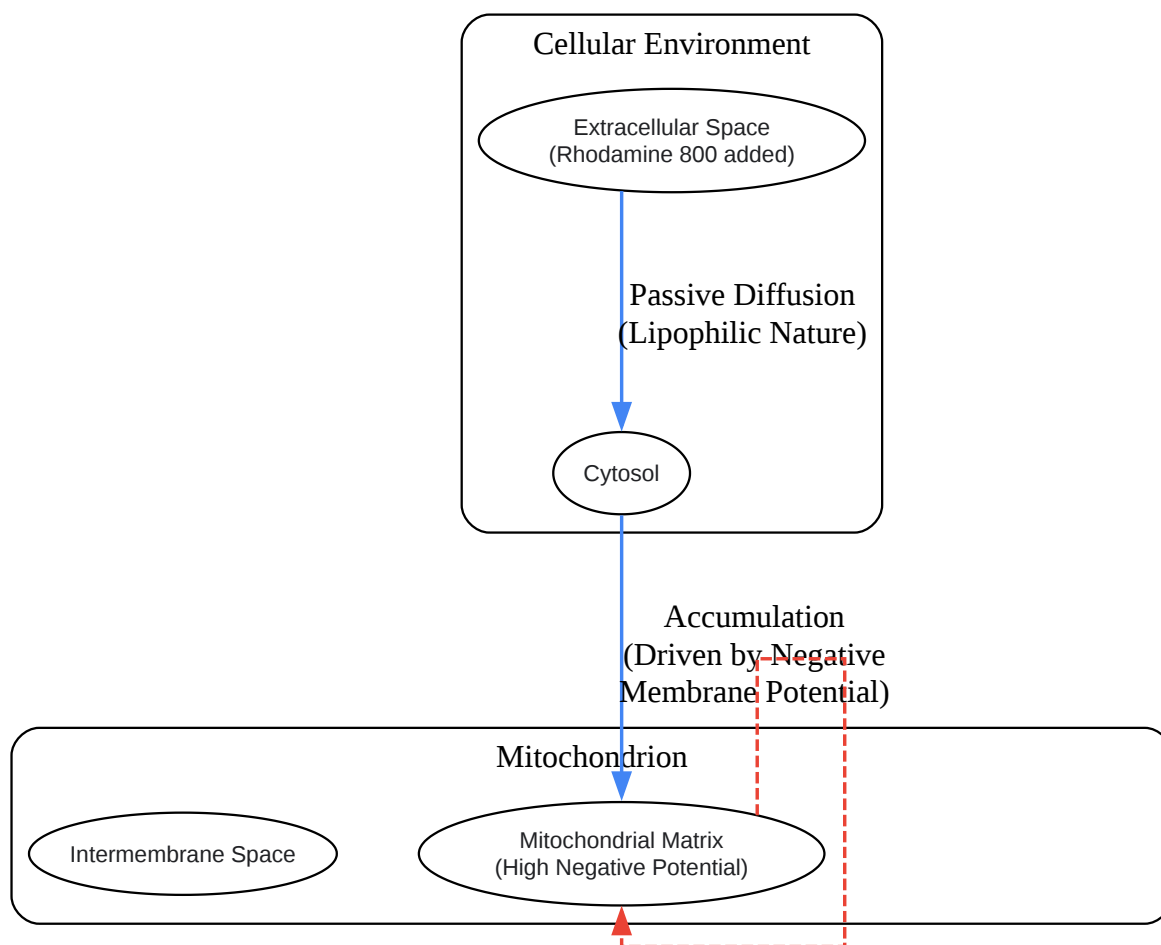 Cellular Environment
Extracellular Space
(Rhodamine 800 added)
Passive Diffusion
(Lipophilic Nature)
Cytosol
Accumulation
(Driven by Negative
Membrane Potential)
Mitochondrion
Intermembrane Space
Mitochondrial Matrix
(High Negative Potential)